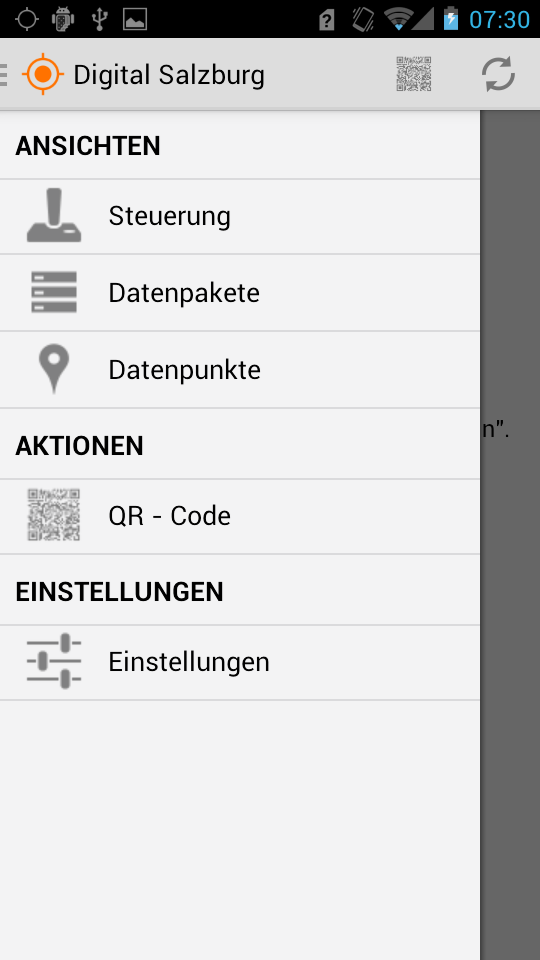 07:30
Digital Salzburg
ANSICHTEN
Steuerung
Datenpakete
Datenpunkte
n".
AKTIONEN
QR - Code
EINSTELLUNGEN
Einstellungen